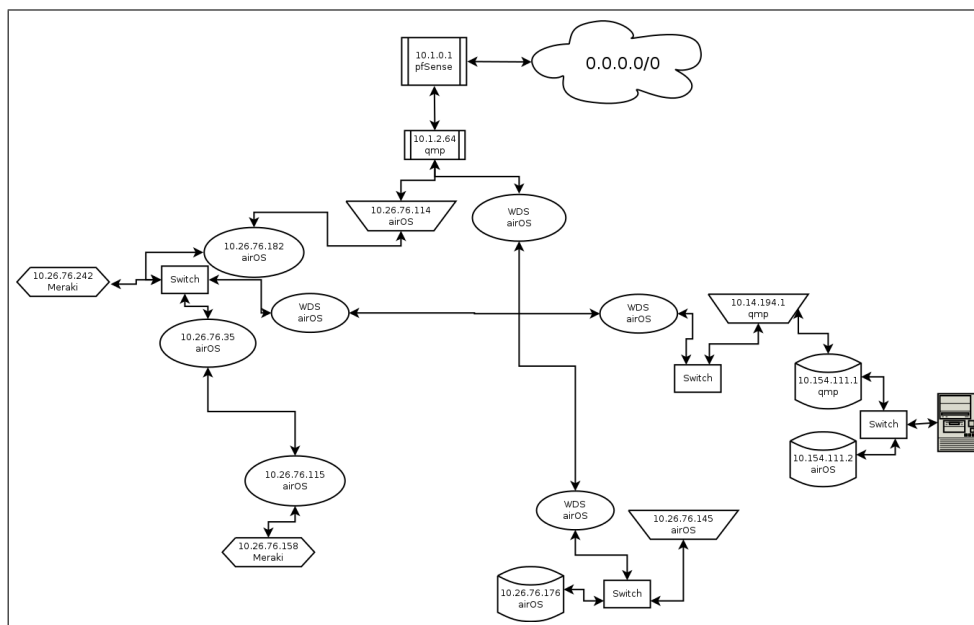 10.1.0.1
pfSense
0.0.0.0/0
10.1.2.64
qmp
10.26.76.114
airOS
WDS
airOS
10.26.76.182
airOS
10.26.76.242
Meraki
Switch
WDS
airOS
WDS
airOS
10.14.194.1
qmp
10.26.76.35
airOS
Switch
10.154.111.1
qmp
Switch
10.154.111.2
airOS
10.26.76.115
airOS
WDS
airOS
10.26.76.145
airOS
10.26.76.158
Meraki
10.26.76.176
airOS
Switch